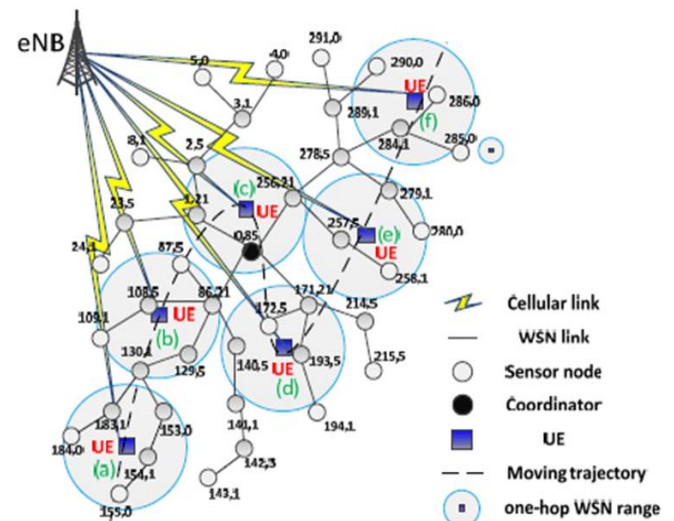 eNB
291,0
5,0
4,0
290,0
UE
286,0
289,1
3,1
(f)
284,1
285,0
8,1
2,5
278,5
(c)
256,21
279,1
1,21
UE
23,5
257,5
(e)
280,0
0,85
UE
24,1
87,5
258,1
108,5
86,21
171,21
UE
172,5
214,5
109,1
(b)
130,1
129,5
140,5
UE
193,5
215,5
(d)
183,1
153,0
141,1
194,1
184,0
UE
(a)
154,1
142,3
143,1
155,0
Cellular link
WSN link
Sensor node
Coordinator
UE
Moving trajectory
one-hop WSN range